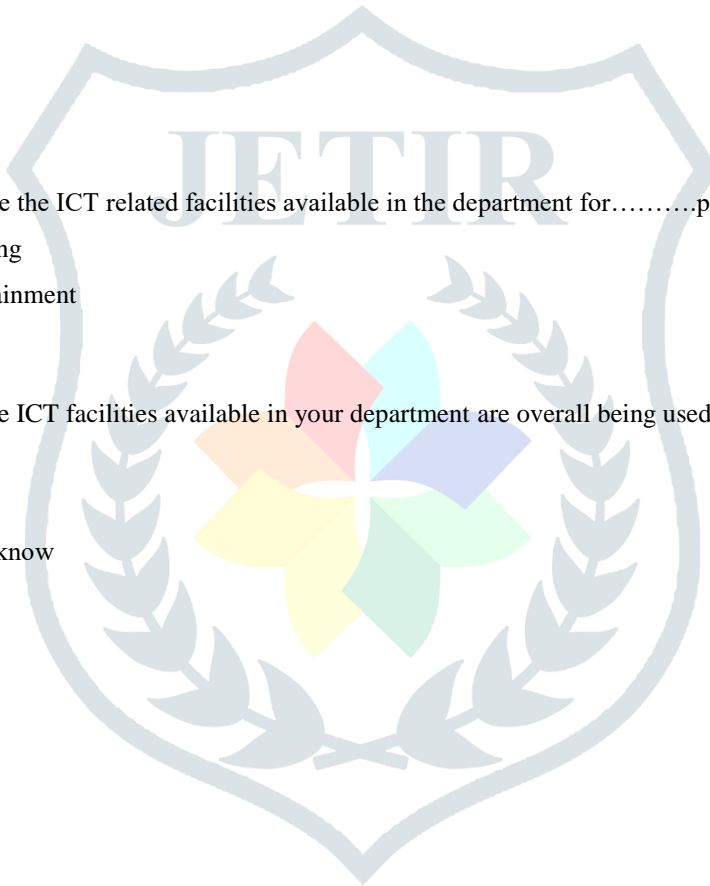 JETIR
e the ICT related facilities available in the department for……….p
ng
ainment
e ICT facilities available in your department are overall being used
know